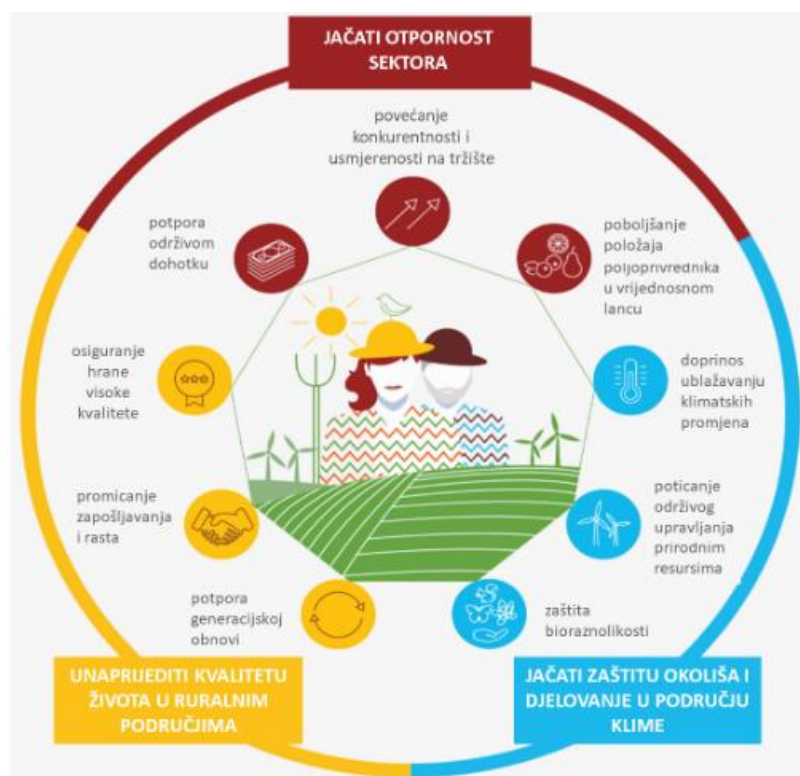 JAČATI OTPORNOST
SEKTORA
povećanje
konkurentnosti i
usmjerenosti na tržište
potpora
održivom
dohotku
poboljšanje
položaja
poljoprivrednika
u vrijednosnom
lancu
osiguranje
hrane
visoke
kvalitete
doprinos
ublažavanju
klimatskih
promjena
promicanje
zapošljavanja
i rasta
poticanje
održivog
upravljanja
prirodnim
resursima
potpora
generacijskoj
obnovi
zaštita
bioraznolikosti
UNAPRIJEDITI KVALITETU
ŽIVOTA U RURALNIM
PODRUČJIMA
JAČATI ZAŠTITU OKOLIŠA I
DJELOVANJE U PODRUČJU
KLIME